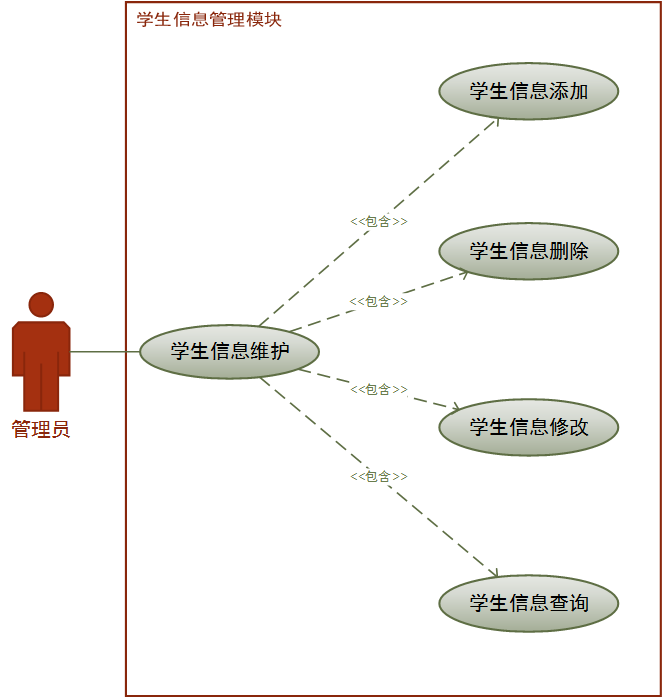 学生信息管理模块
学生信息添加
<<包含>>
学生信息删除
<<包含>>
学生信息维护
<<包含>>
学生信息修改
管理员
<<包含>>
学生信息查询